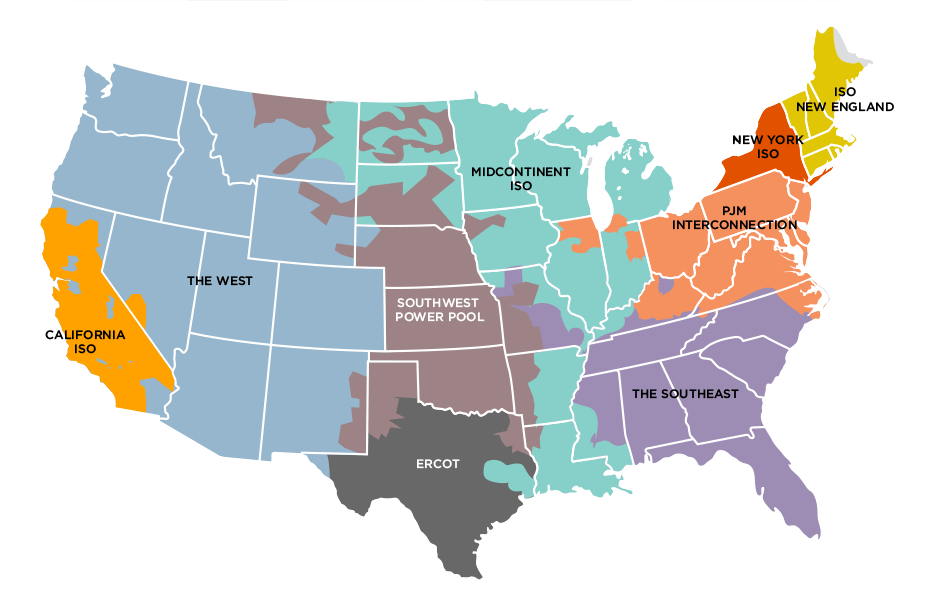 ISO
NEW ENGLAND
NEW YORK
ISO
MIDCONTINENT
ISO
PJM
INTERCONNECTION
THE WEST
SOUTHWEST
POWER POOL
CALIFORNIA
ISO
THE SOUTHEAST
ERCOT